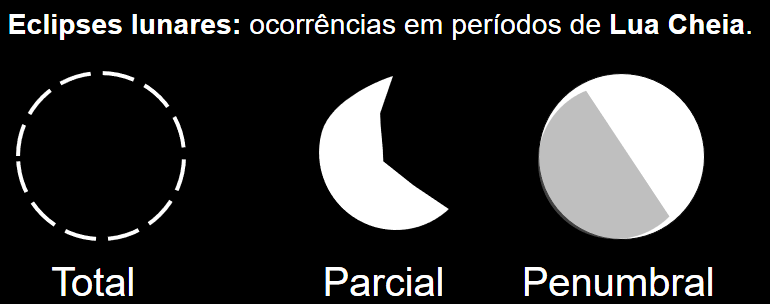 Eclipses lunares: ocorrências em períodos de Lua Cheia.
Total Parcial Penumbral